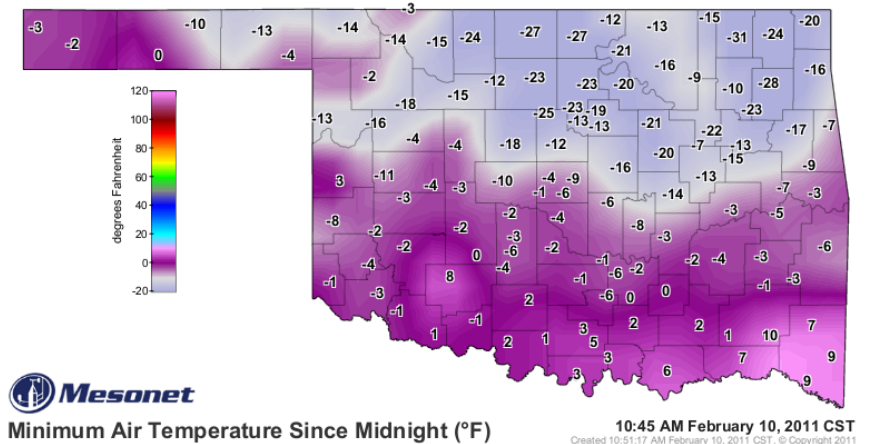 -3 -10 -3 -14 -12 -15 -20
-2 -13 -14 -15 -24 -27 -27 -13 -31 -24
0 -4 -21
-2 -12 -23 -23 -20 -16 -9 -10 -28 -16
120 -18 -15
100 -13 -16 -25 -23 -19 -13 -13 -21 -22 -23 -17 -7
80 -4 -4 -18 -12 -20 -7 -13 -15
60 3 -11 -4 -3 -10 -4 -9 -16 -13 -9
40 -3 -1 -6 -6 -14 -7 -3
20 -8 -2 -2 -2 -4 -8 -3 -3 -5
0 -4 -2 0 -3 -6 -4 -2 -1 -6 -2 -2 -4 -3 -6
-20 -1 -3 8 -1 -6 0 0 -1 -3
degrees Fahrenheit
-1 -1 2 3 2 2 10 7
1 2 1 5 3 1 7 9
3 6 9
Mesonet
Minimum Air Temperature Since Midnight (°F)
10:45 AM February 10, 2011 CST
Created 10:51:17 AM February 10, 2011 CST. © Copyright 2011